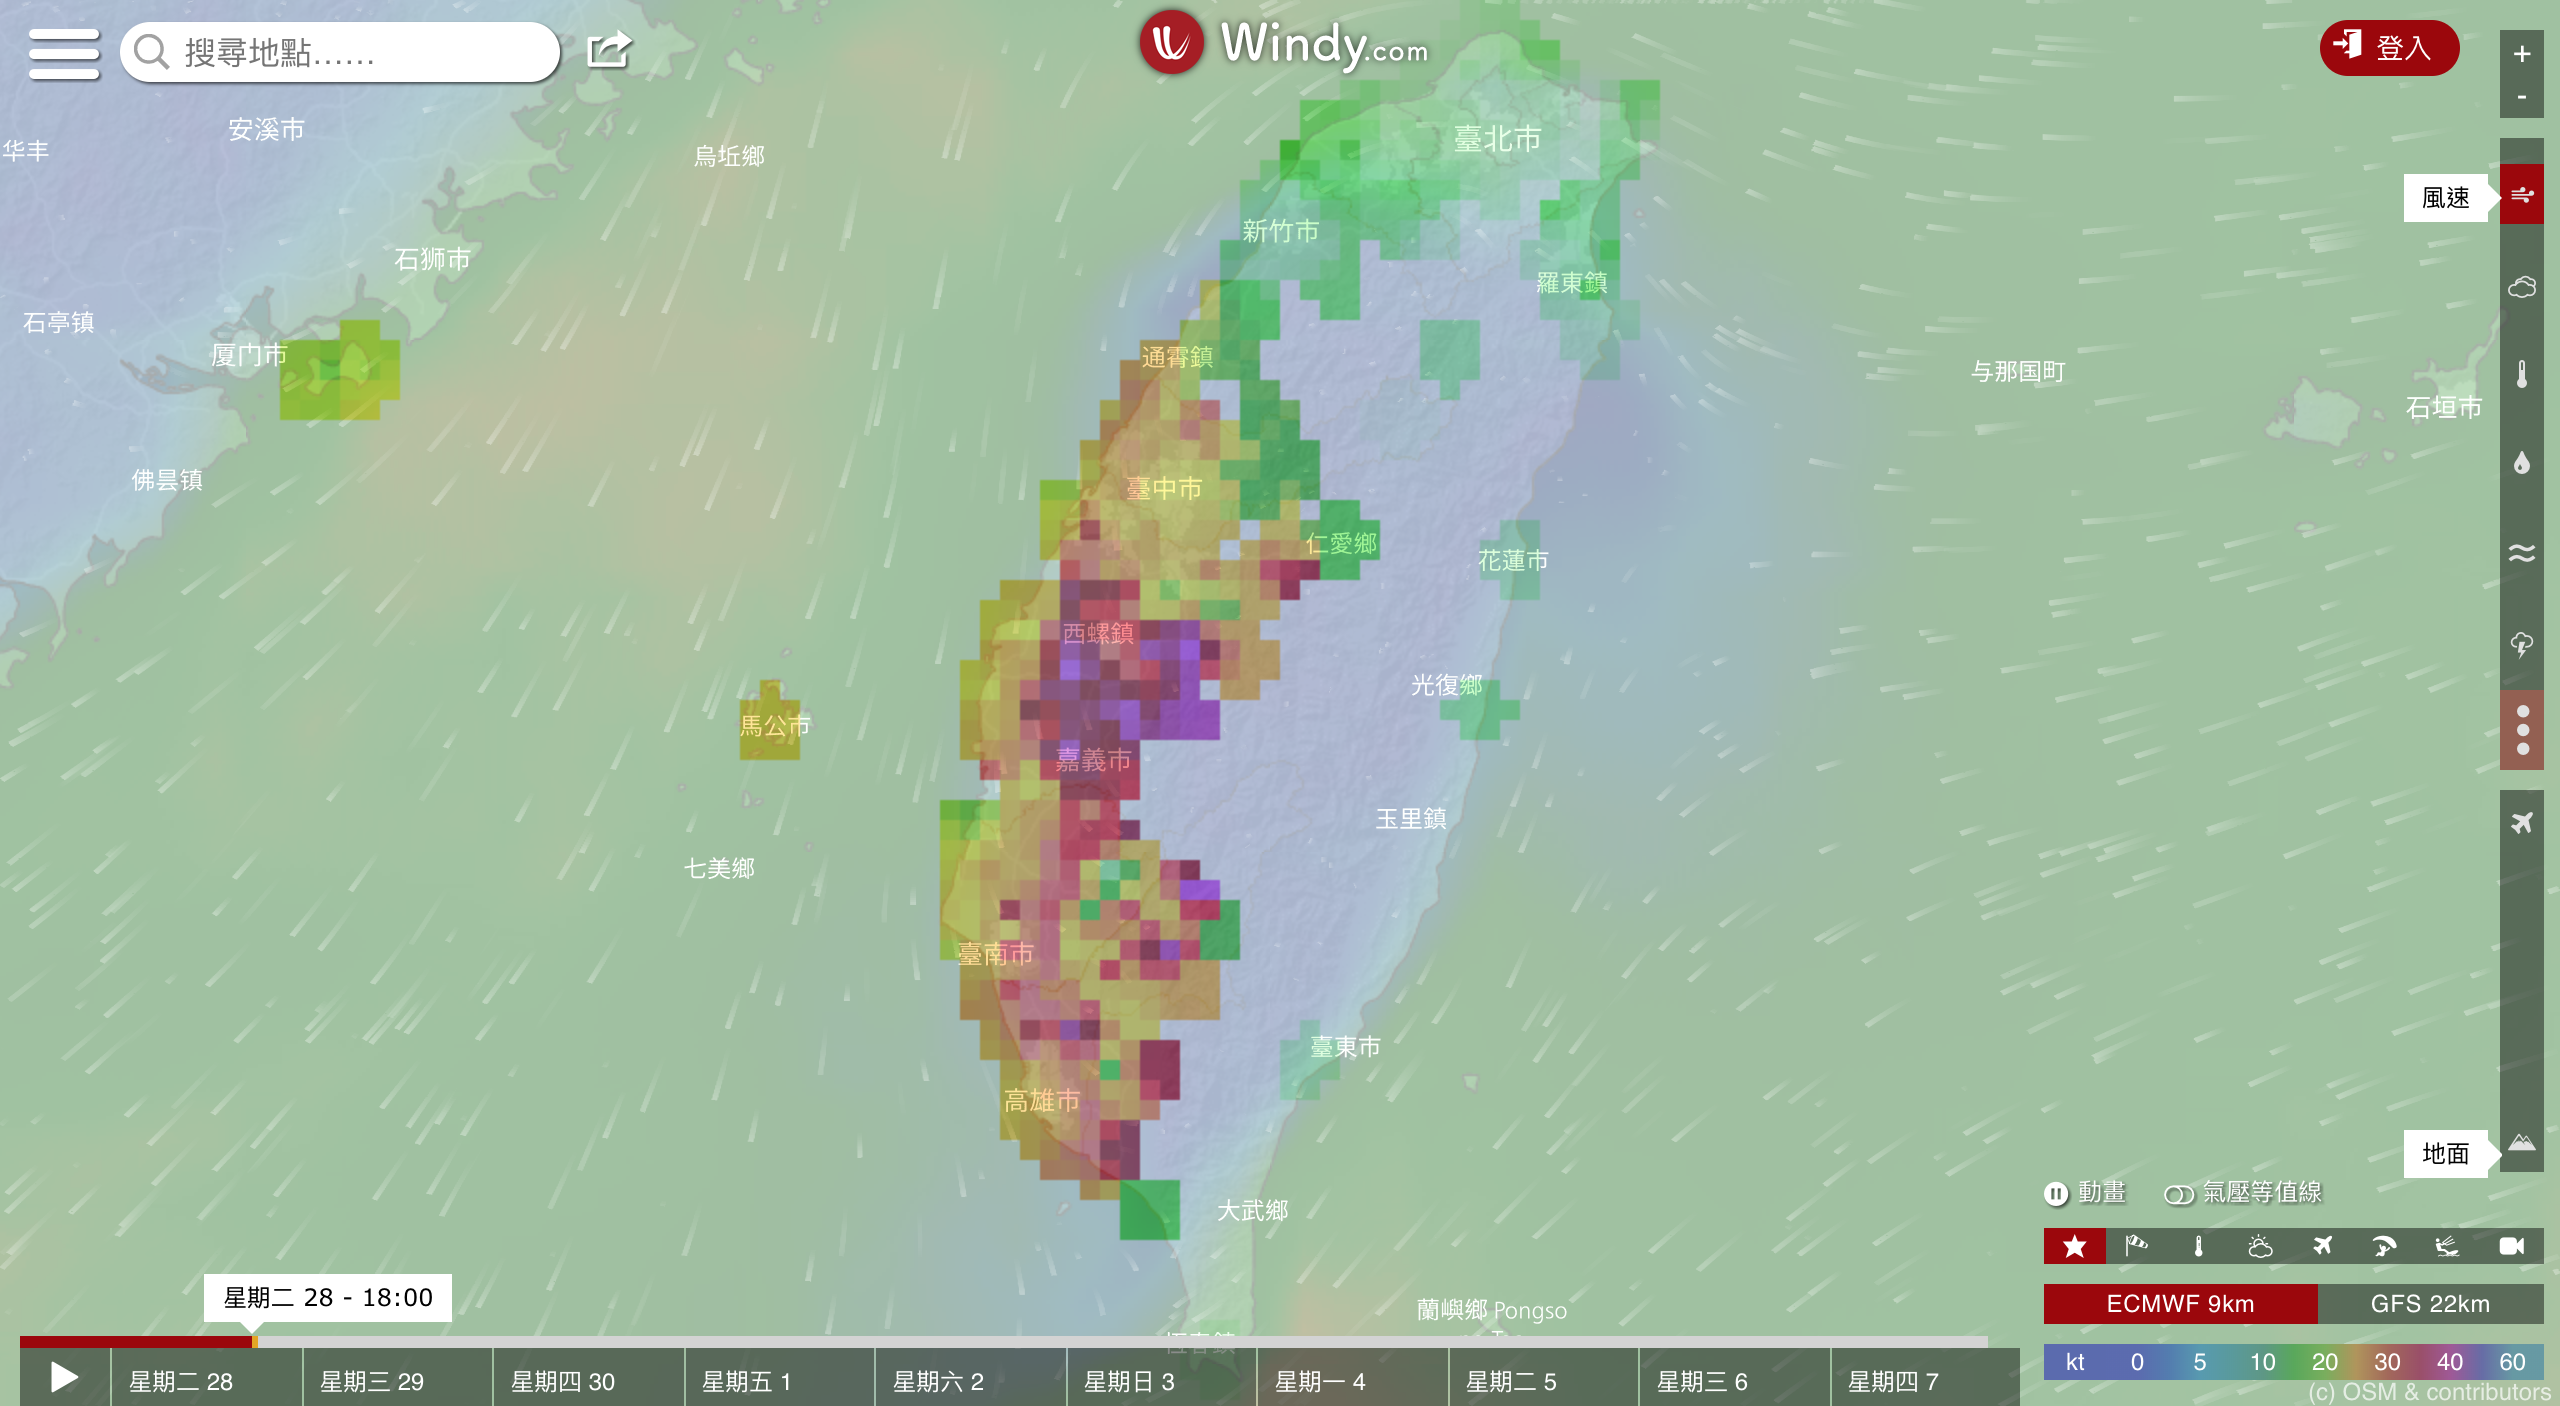 搜尋地點……
Windy.com
登入
+
-
安溪市
华丰
烏坵鄉
臺北市
風速
新竹市
石狮市
羅東鎮
石亭镇
厦门市
通霄鎮
与那国町
石垣市
佛昙镇
臺中市
仁愛鄉
花蓮市
西螺鎮
光復鄉
馬公市
嘉義市
玉里鎮
七美鄉
臺南市
臺東市
高雄市
地面
大武鄉
動畫
氣壓等值線
星期二 28 - 18:00
蘭嶼鄉 Pongso
恆春鎮
ECMWF 9km
GFS 22km
kt 0 5 10 20 30 40 60
星期二 28
星期三 29
星期四 30
星期五 1
星期六 2
星期日 3
星期一 4
星期二 5
星期三 6
星期四 7
(c) OSM & contributors